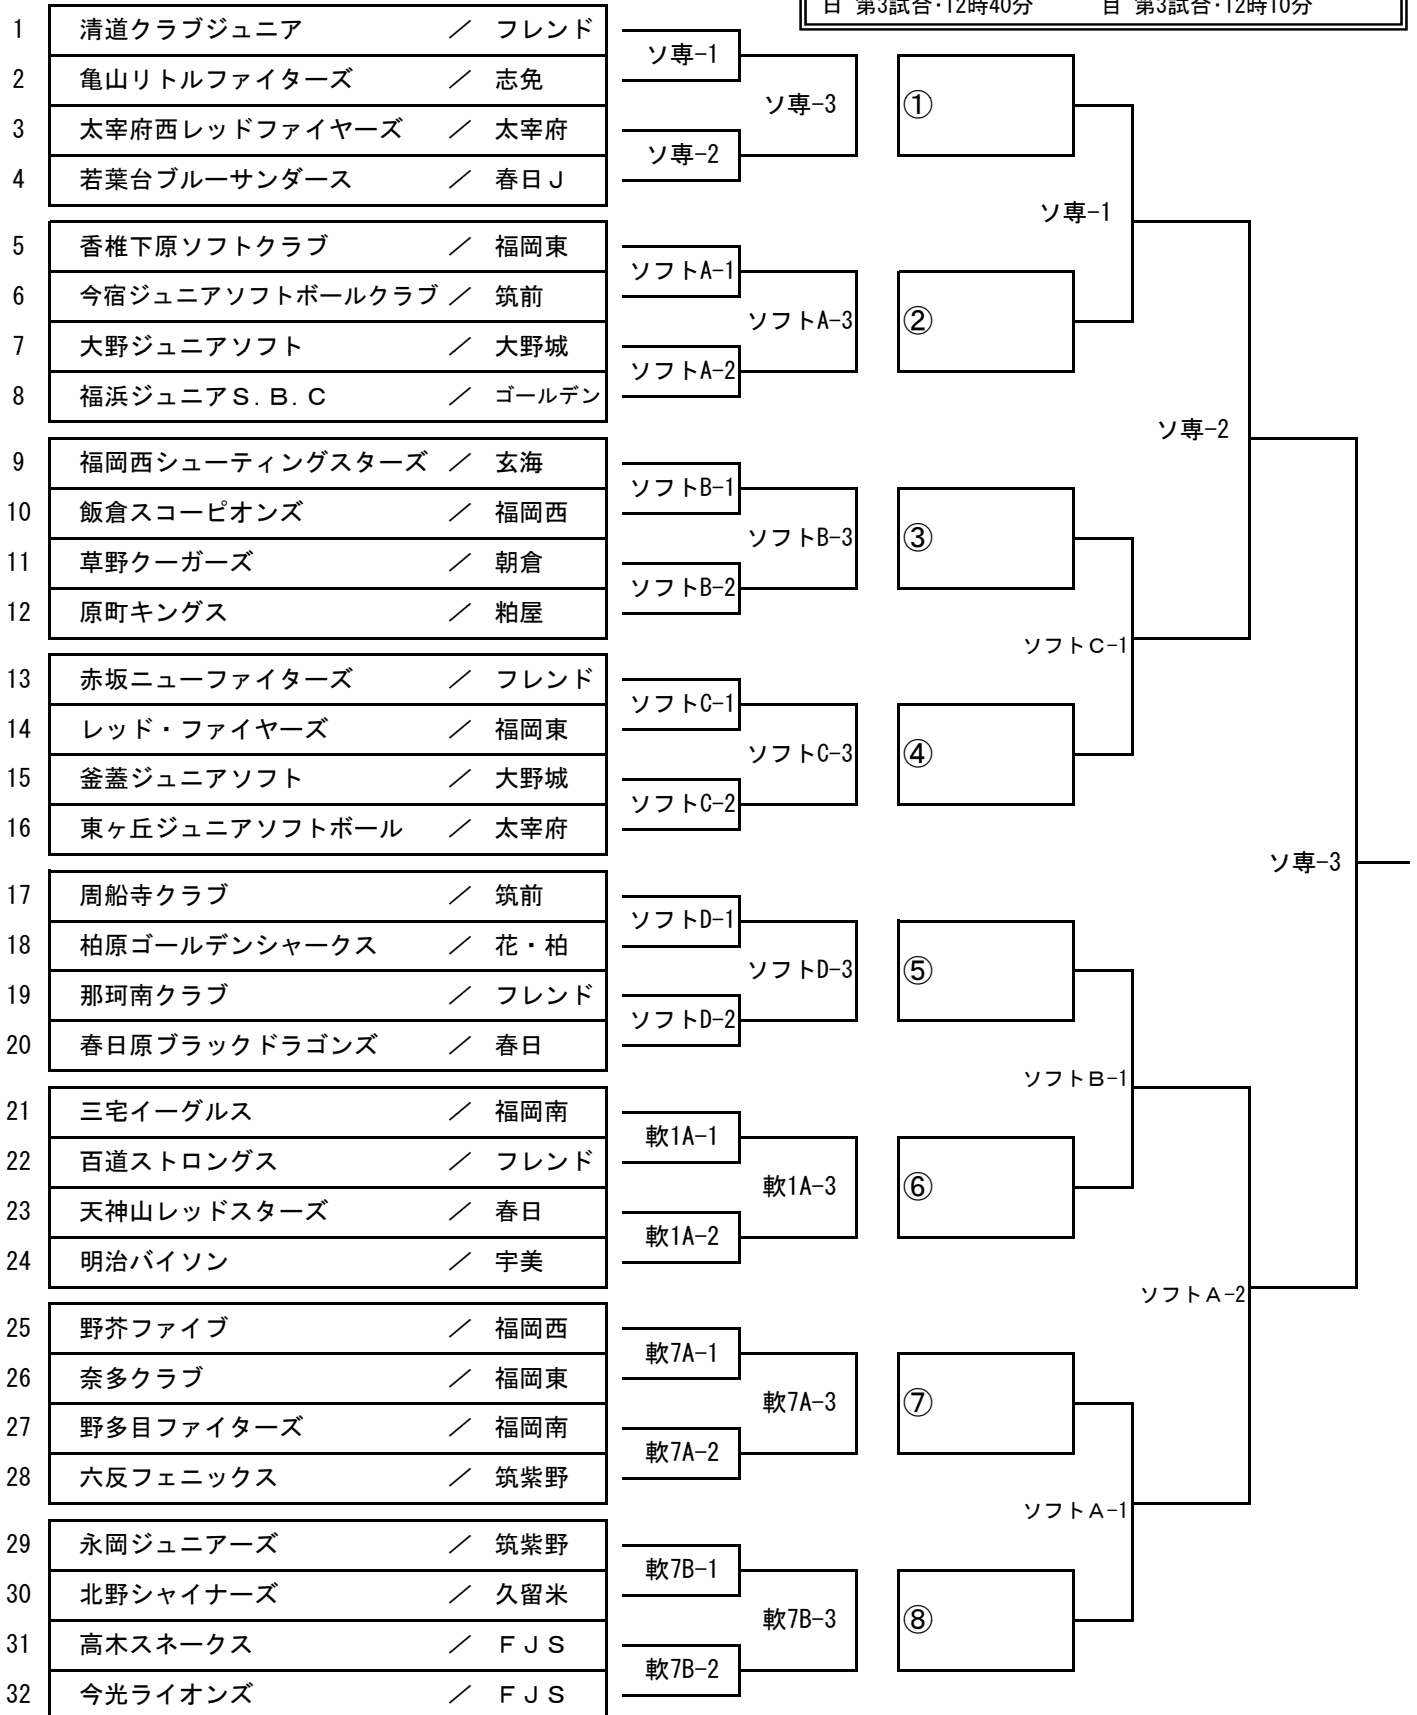 日 第3試合・12時40分　日 第3試合・12時10分
1 清道クラブジュニア ／ フレンド
2 亀山リトルファイターズ ／ 志免
3 太宰府西レッドファイヤーズ ／ 太宰府
4 若葉台ブルーサンダース ／ 春日Ｊ
ソ専-1
ソ専-2
ソ専-3
①
5 香椎下原ソフトクラブ ／ 福岡東
6 今宿ジュニアソフトボールクラブ ／ 筑前
7 大野ジュニアソフト ／ 大野城
8 福浜ジュニアＳ.Ｂ.Ｃ ／ ゴールデン
ソフトA-1
ソフトA-2
ソフトA-3
②
ソ専-1
9 福岡西シューティングスターズ ／ 玄海
10 飯倉スコーピオンズ ／ 福岡西
11 草野クーガーズ ／ 朝倉
12 原町キングス ／ 粕屋
ソフトB-1
ソフトB-2
ソフトB-3
③
ソ専-2
13 赤坂ニューファイターズ ／ フレンド
14 レッド・ファイヤーズ ／ 福岡東
15 釜蓋ジュニアソフト ／ 大野城
16 東ヶ丘ジュニアソフトボール ／ 太宰府
ソフトC-1
ソフトC-2
ソフトC-3
④
ソフトＣ-1
ソ専-3
17 周船寺クラブ ／ 筑前
18 柏原ゴールデンシャークス ／ 花・柏
19 那珂南クラブ ／ フレンド
20 春日原ブラックドラゴンズ ／ 春日
ソフトD-1
ソフトD-2
ソフトD-3
⑤
21 三宅イーグルス ／ 福岡南
22 百道ストロングス ／ フレンド
23 天神山レッドスターズ ／ 春日
24 明治バイソン ／ 宇美
軟1A-1
軟1A-2
軟1A-3
⑥
ソフトＢ-1
25 野芥ファイブ ／ 福岡西
26 奈多クラブ ／ 福岡東
27 野多目ファイターズ ／ 福岡南
28 六反フェニックス ／ 筑紫野
軟7A-1
軟7A-2
軟7A-3
⑦
ソフトＡ-2
29 永岡ジュニアーズ ／ 筑紫野
30 北野シャイナーズ ／ 久留米
31 高木スネークス ／ ＦＪＳ
32 今光ライオンズ ／ ＦＪＳ
軟7B-1
軟7B-2
軟7B-3
⑧
ソフトＡ-1